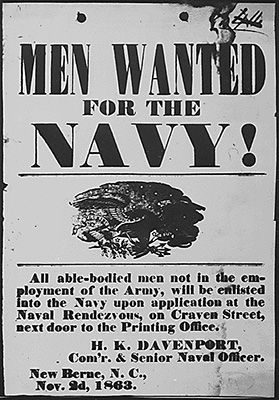 MEN WANTED
FOR THE
NAVY!
All able-bodied men not in the em-
ployment of the Army, will be enlisted
into the Navy upon application at the
Naval Rendezvous, on Craven Street,
next door to the Printing Office.
H. K. DAVENPORT,
Com'r. & Senior Naval Officer.
New Berne, N. C.,
Nov. 2d, 1863.